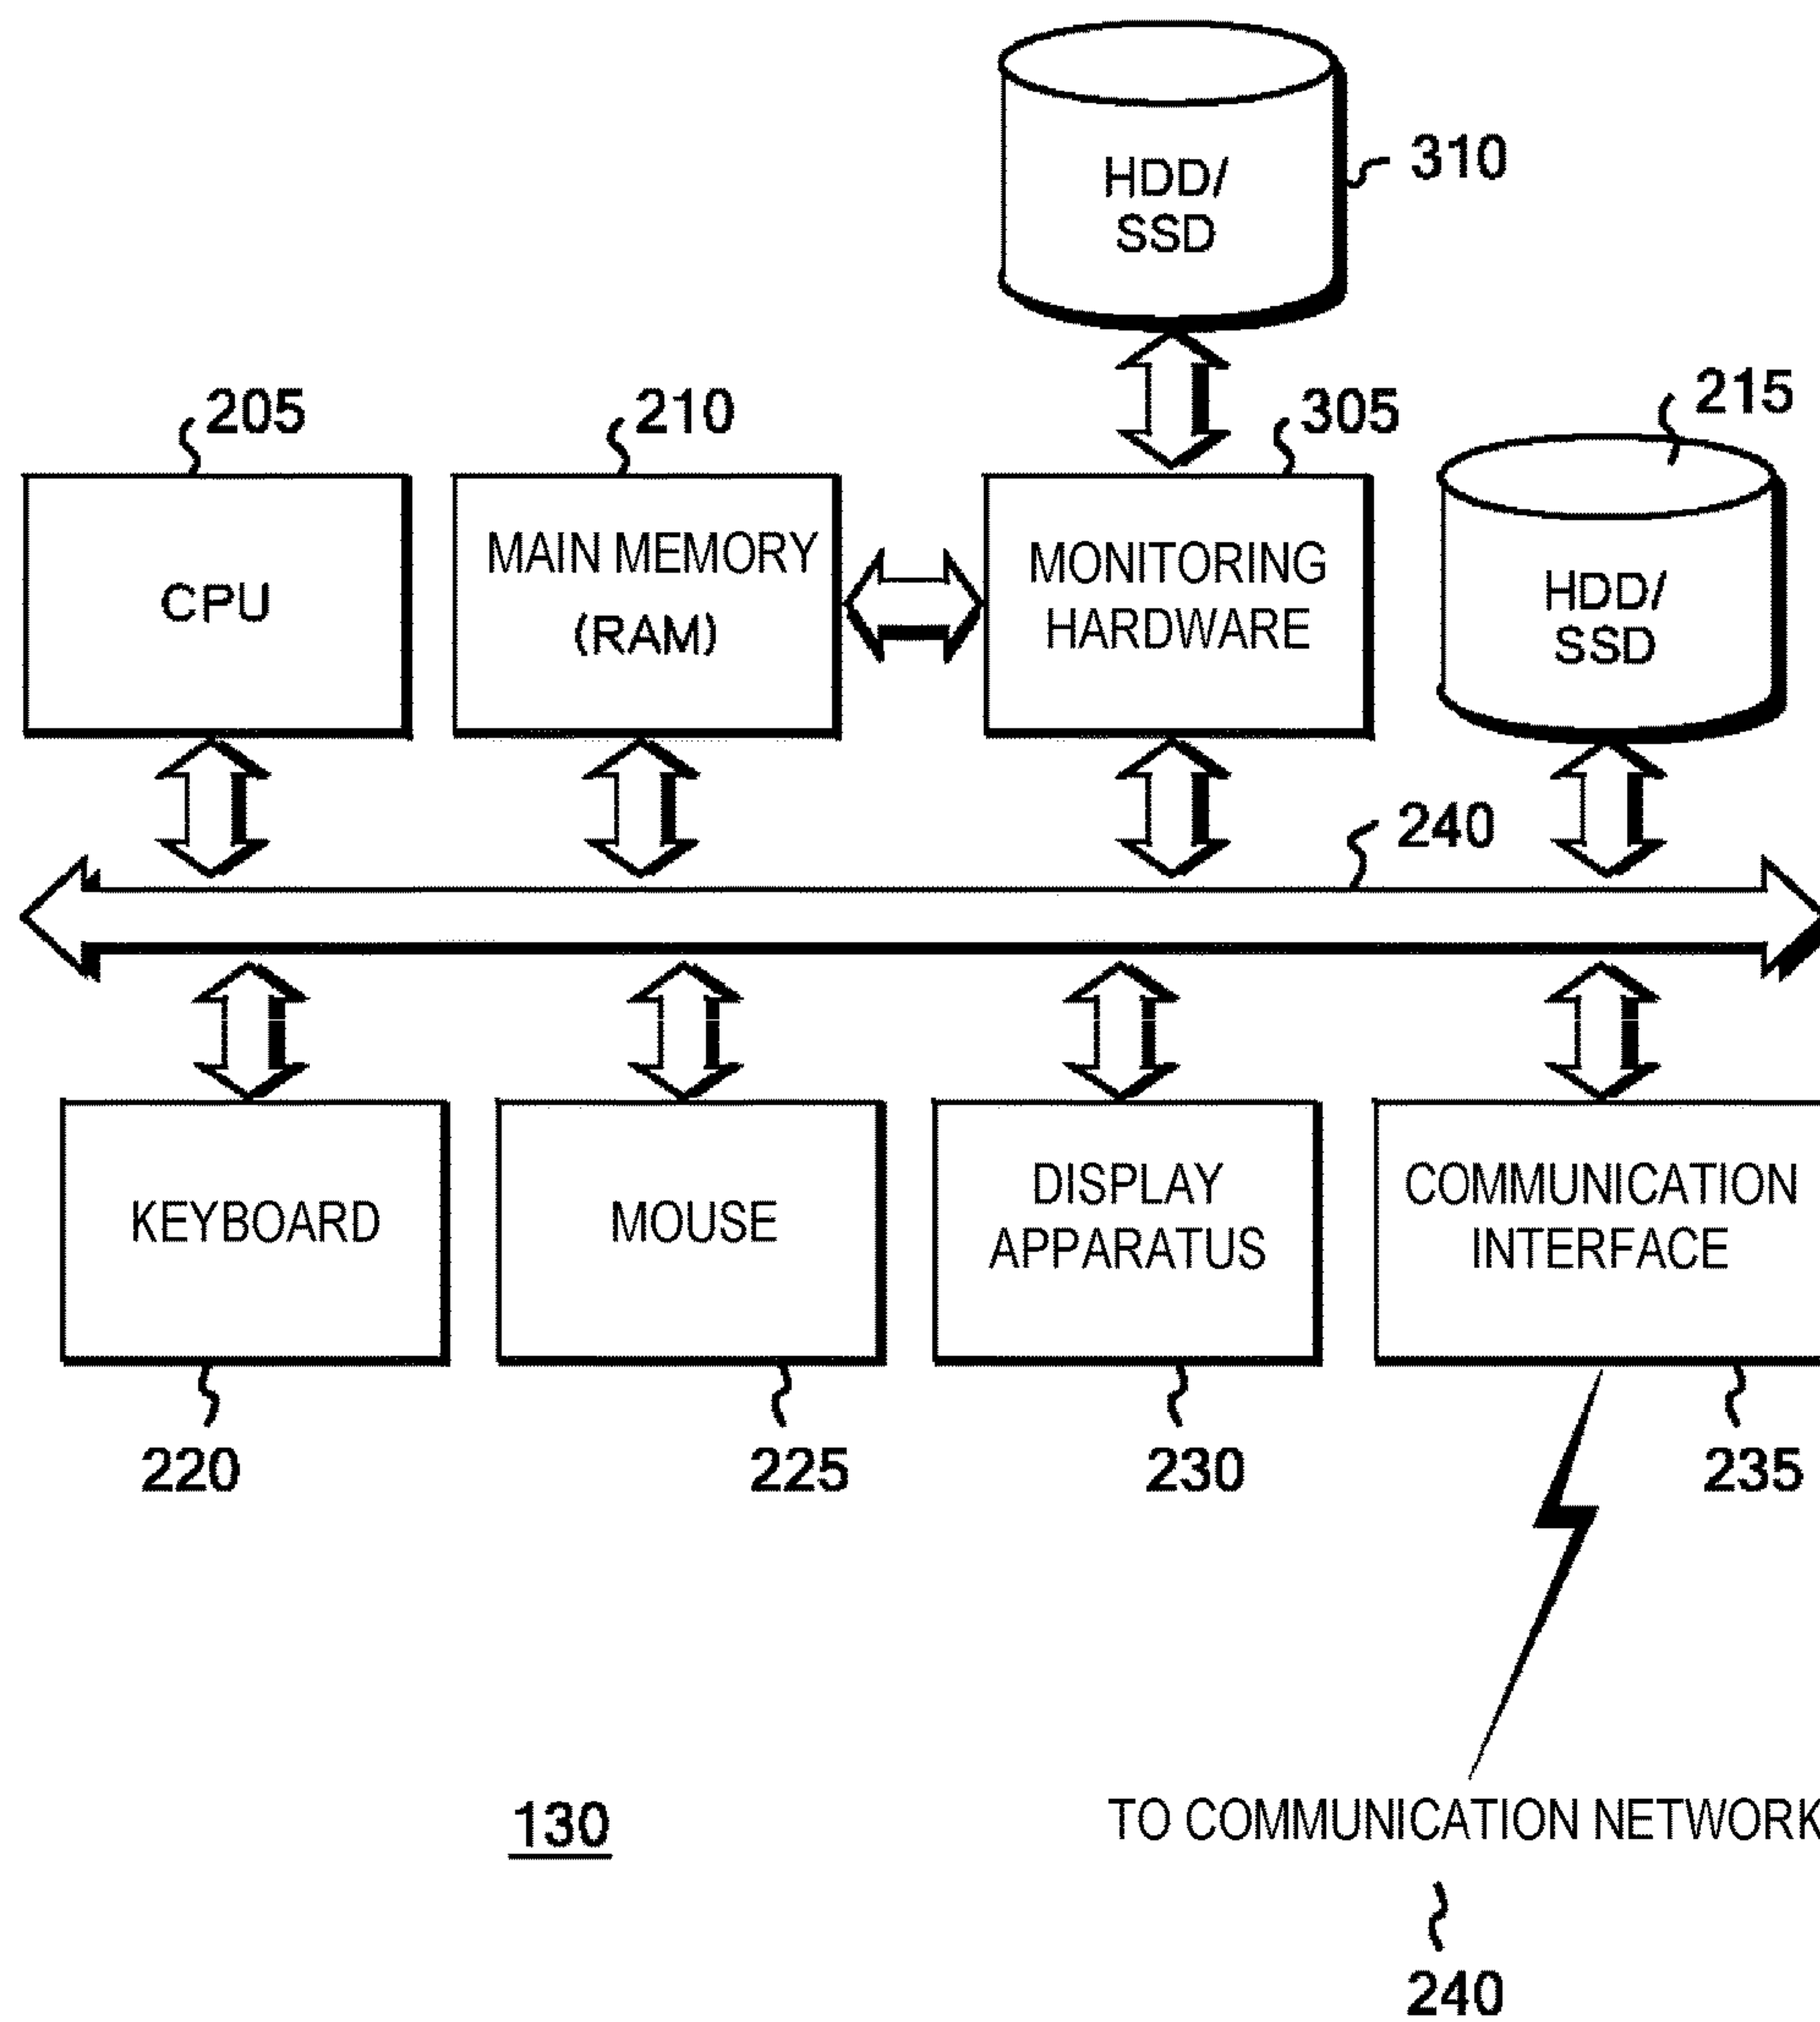 HDD/
SSD
310
205
210
305
215
CPU
MAIN MEMORY
(RAM)
MONITORING
HARDWARE
HDD/
SSD
240
KEYBOARD
MOUSE
DISPLAY
APPARATUS
COMMUNICATION
INTERFACE
220
225
230
235
130
TO COMMUNICATION NETWORK
240